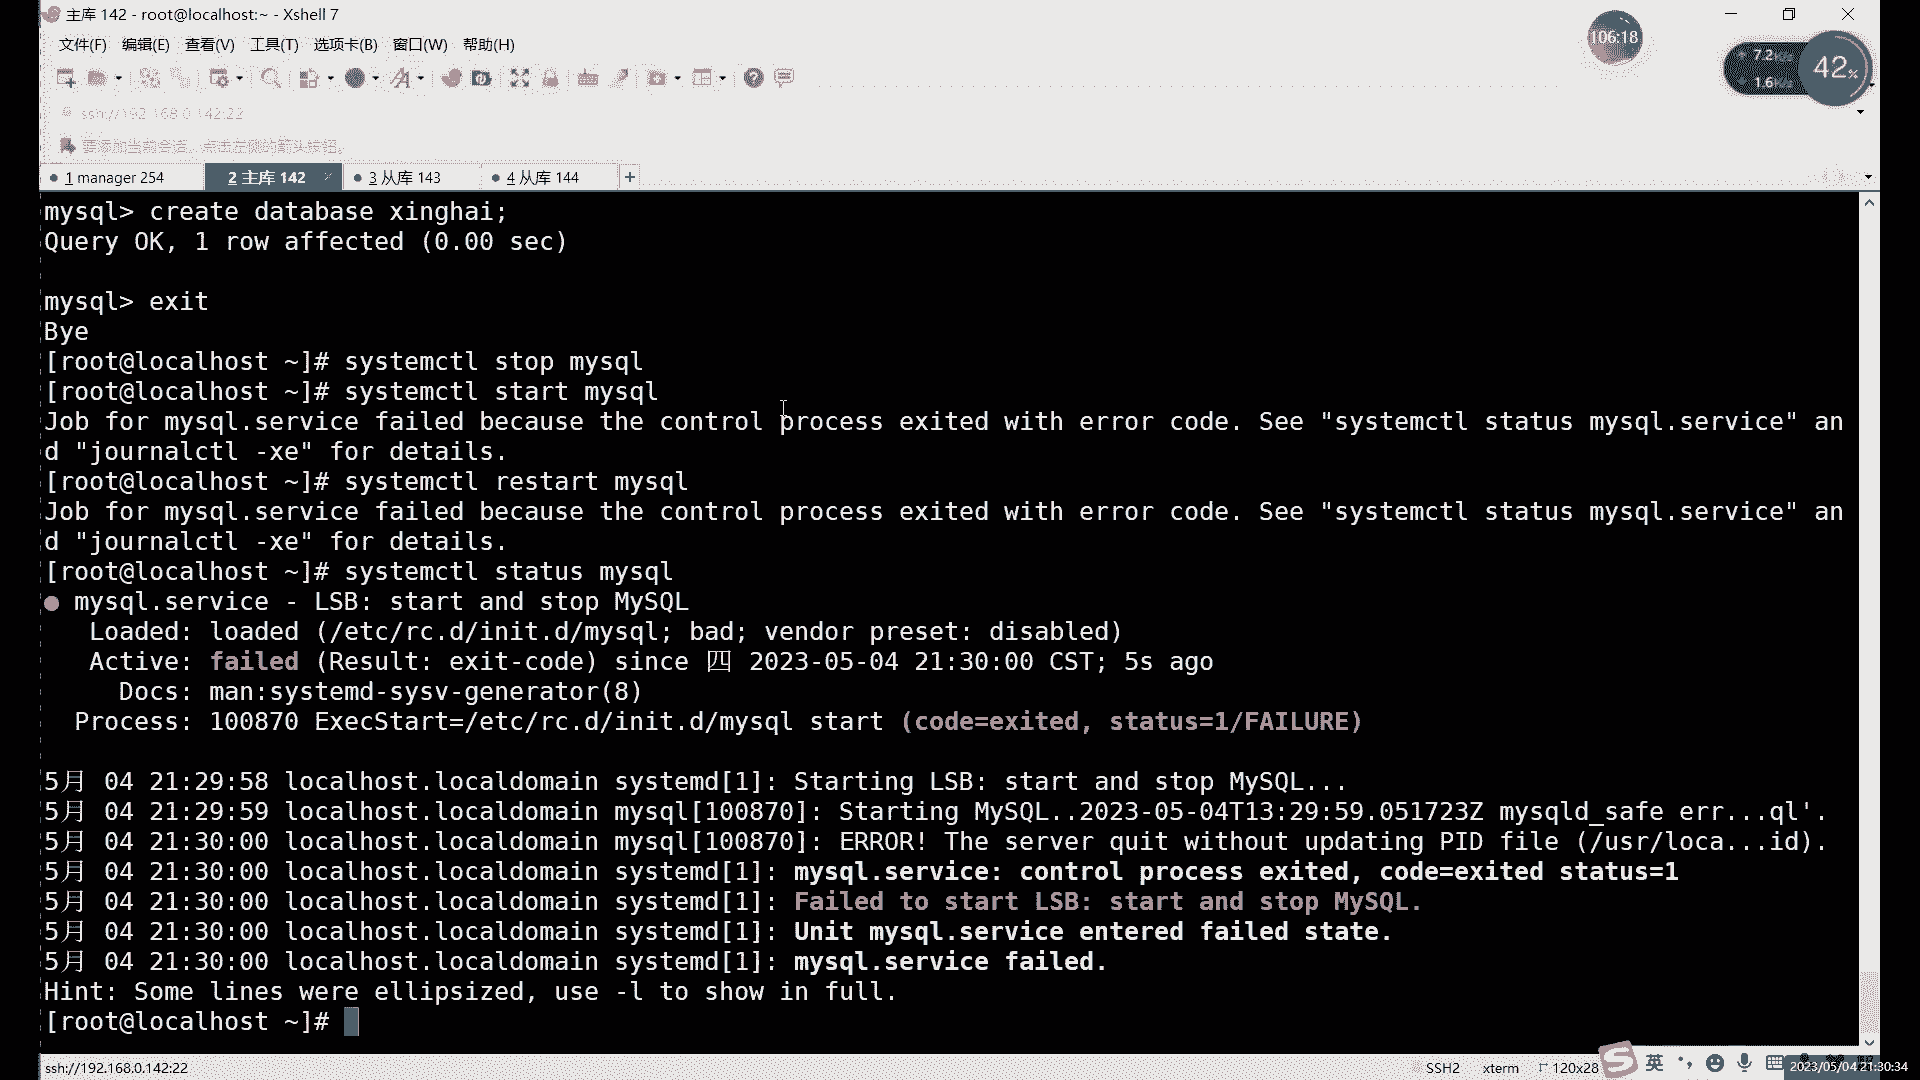 主库 142 - root@localhost:~ - Xshell 7
文件(F) 编辑(E) 查看(V) 工具(T) 选项卡(B) 窗口(W) 帮助(H)
106:18
7.2K/s
1.6K/s
42%
ssh://192.168.0.142:22
要添加当前会话，点击左侧的箭头按钮。
1 manager 254
2 主库 142
3 从库 143
4 从库 144
mysql> create database xinghai;
Query OK, 1 row affected (0.00 sec)
mysql> exit
Bye
[root@localhost ~]# systemctl stop mysql
[root@localhost ~]# systemctl start mysql
Job for mysql.service failed because the control process exited with error code. See "systemctl status mysql.service" an
d "journalctl -xe" for details.
[root@localhost ~]# systemctl restart mysql
Job for mysql.service failed because the control process exited with error code. See "systemctl status mysql.service" an
d "journalctl -xe" for details.
[root@localhost ~]# systemctl status mysql
● mysql.service - LSB: start and stop MySQL
Loaded: loaded (/etc/rc.d/init.d/mysql; bad; vendor preset: disabled)
Active: failed (Result: exit-code) since 四 2023-05-04 21:30:00 CST; 5s ago
Docs: man:systemd-sysv-generator(8)
Process: 100870 ExecStart=/etc/rc.d/init.d/mysql start (code=exited, status=1/FAILURE)
5月 04 21:29:58 localhost.localdomain systemd[1]: Starting LSB: start and stop MySQL...
5月 04 21:29:59 localhost.localdomain mysql[100870]: Starting MySQL..2023-05-04T13:29:59.051723Z mysqld_safe err...ql'.
5月 04 21:30:00 localhost.localdomain mysql[100870]: ERROR! The server quit without updating PID file (/usr/loca...id).
5月 04 21:30:00 localhost.localdomain systemd[1]: mysql.service: control process exited, code=exited status=1
5月 04 21:30:00 localhost.localdomain systemd[1]: Failed to start LSB: start and stop MySQL.
5月 04 21:30:00 localhost.localdomain systemd[1]: Unit mysql.service entered failed state.
5月 04 21:30:00 localhost.localdomain systemd[1]: mysql.service failed.
Hint: Some lines were ellipsized, use -l to show in full.
[root@localhost ~]#
ssh://192.168.0.142:22
SSH2 xterm 120x28
英
2023/05/04 21:30:34